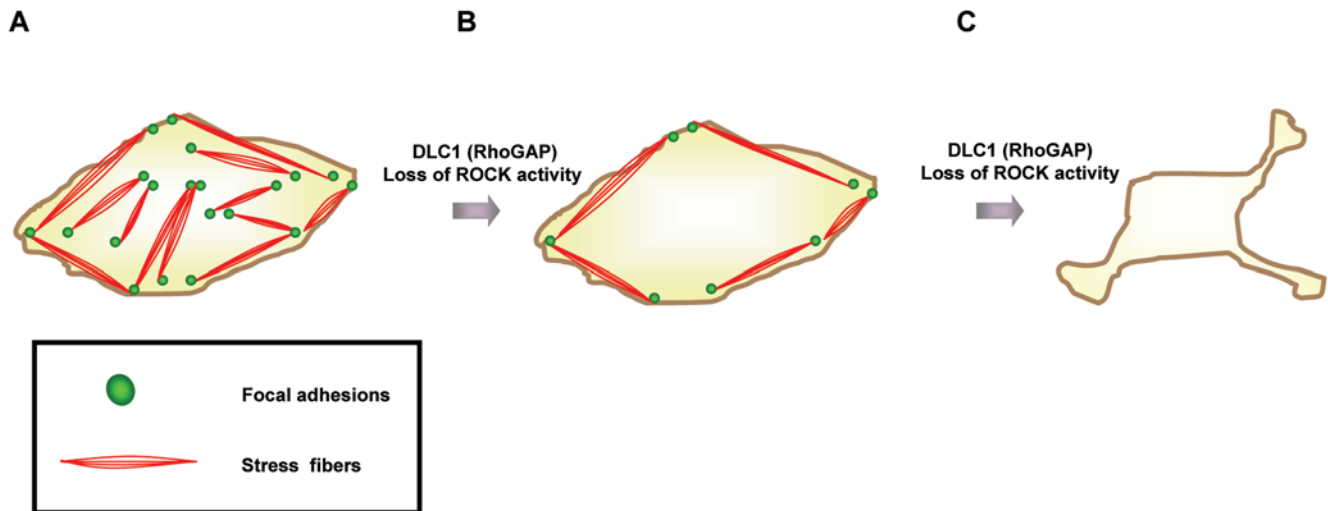 A
B
C
DLC1 (RhoGAP)
Loss of ROCK activity
DLC1 (RhoGAP)
Loss of ROCK activity
Focal adhesions
Stress fibers